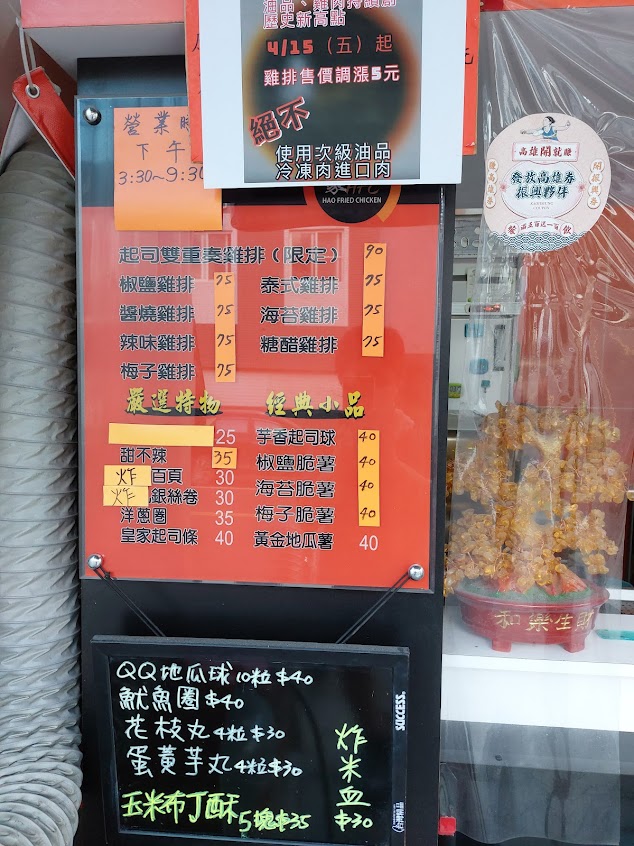 油品、雞肉持續創
歷史新高點
4/15（五）起
雞排售價調漲5元
絕不
使用次級油品
冷凍肉進口肉
營業時
下午
3:30~9:30
HAO FRIED CHICKEN
起司雙重奏雞排(限定) 90
椒鹽雞排 75 泰式雞排 75
醬燒雞排 75 海苔雞排 75
辣味雞排 75 糖醋雞排 75
梅子雞排 75
嚴選特物 經典小品
25 芋香起司球 40
甜不辣 35 椒鹽脆薯 40
炸百頁 30 海苔脆薯 40
炸銀絲卷 30 梅子脆薯 40
洋蔥圈 35
皇家起司條 40 黃金地瓜薯 40
QQ地瓜球 10粒 $40
魷魚圈 $40
花枝丸 4粒 $30
蛋黃芋丸 4粒 $30
玉米布丁酥 5塊 $35
炸米血 $30
SUCCESS
高雄開就賺
發放高雄券
振興夥伴
開振興券
餐 飲
和樂生財